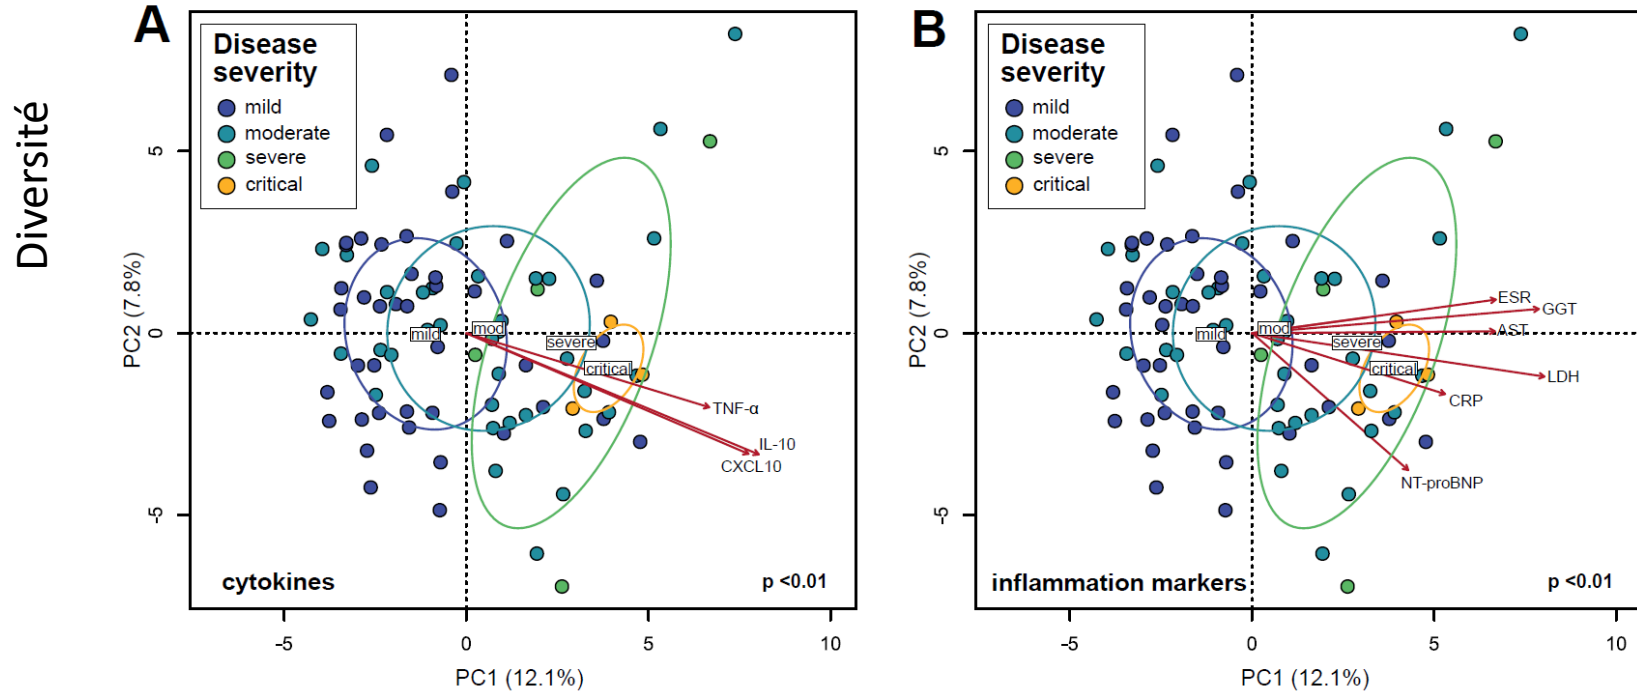 Diversité
A
Disease
severity
mild
moderate
severe
critical
5
0
-5
PC2 (7.8%)
mod
mild
severe
critical
TNF-α
IL-10
CXCL10
cytokines
p <0.01
-5
0
5
10
PC1 (12.1%)
B
Disease
severity
mild
moderate
severe
critical
5
0
-5
PC2 (7.8%)
ESR
GGT
AST
mod
mild
severe
critical
LDH
CRP
NT-proBNP
inflammation markers
p <0.01
-5
0
5
10
PC1 (12.1%)